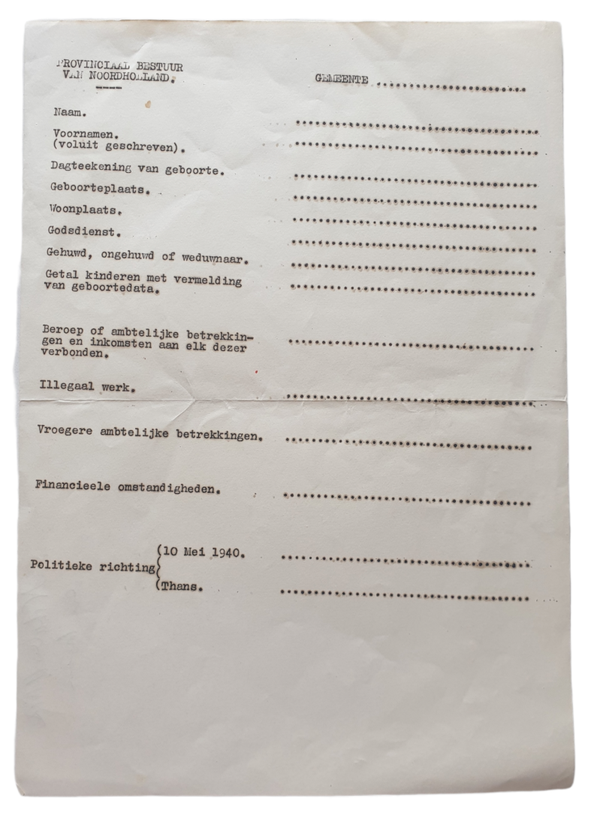 PROVINCIAAL BESTUUR
VAN NOORDHOLLAND.
GEMEENTE ...........................
Naam. ...........................................
Voornamen.
(voluit geschreven). ...........................................
Dagteekening van geboorte. ...........................................
Geboorteplaats. ...........................................
Woonplaats. ...........................................
Godsdienst. ...........................................
Gehuwd, ongehuwd of weduwnaar. ...........................................
Getal kinderen met vermelding
van geboortedata. ...........................................
Beroep of ambtelijke betrekkin-
gen en inkomsten aan elk dezer
verbonden. ...........................................
Illegaal werk. ...........................................
Vroegere ambtelijke betrekkingen. ...........................................
Financieele omstandigheden. ...........................................
(10 Mei 1940. ...........................................
Politieke richting(
(Thans. ...........................................